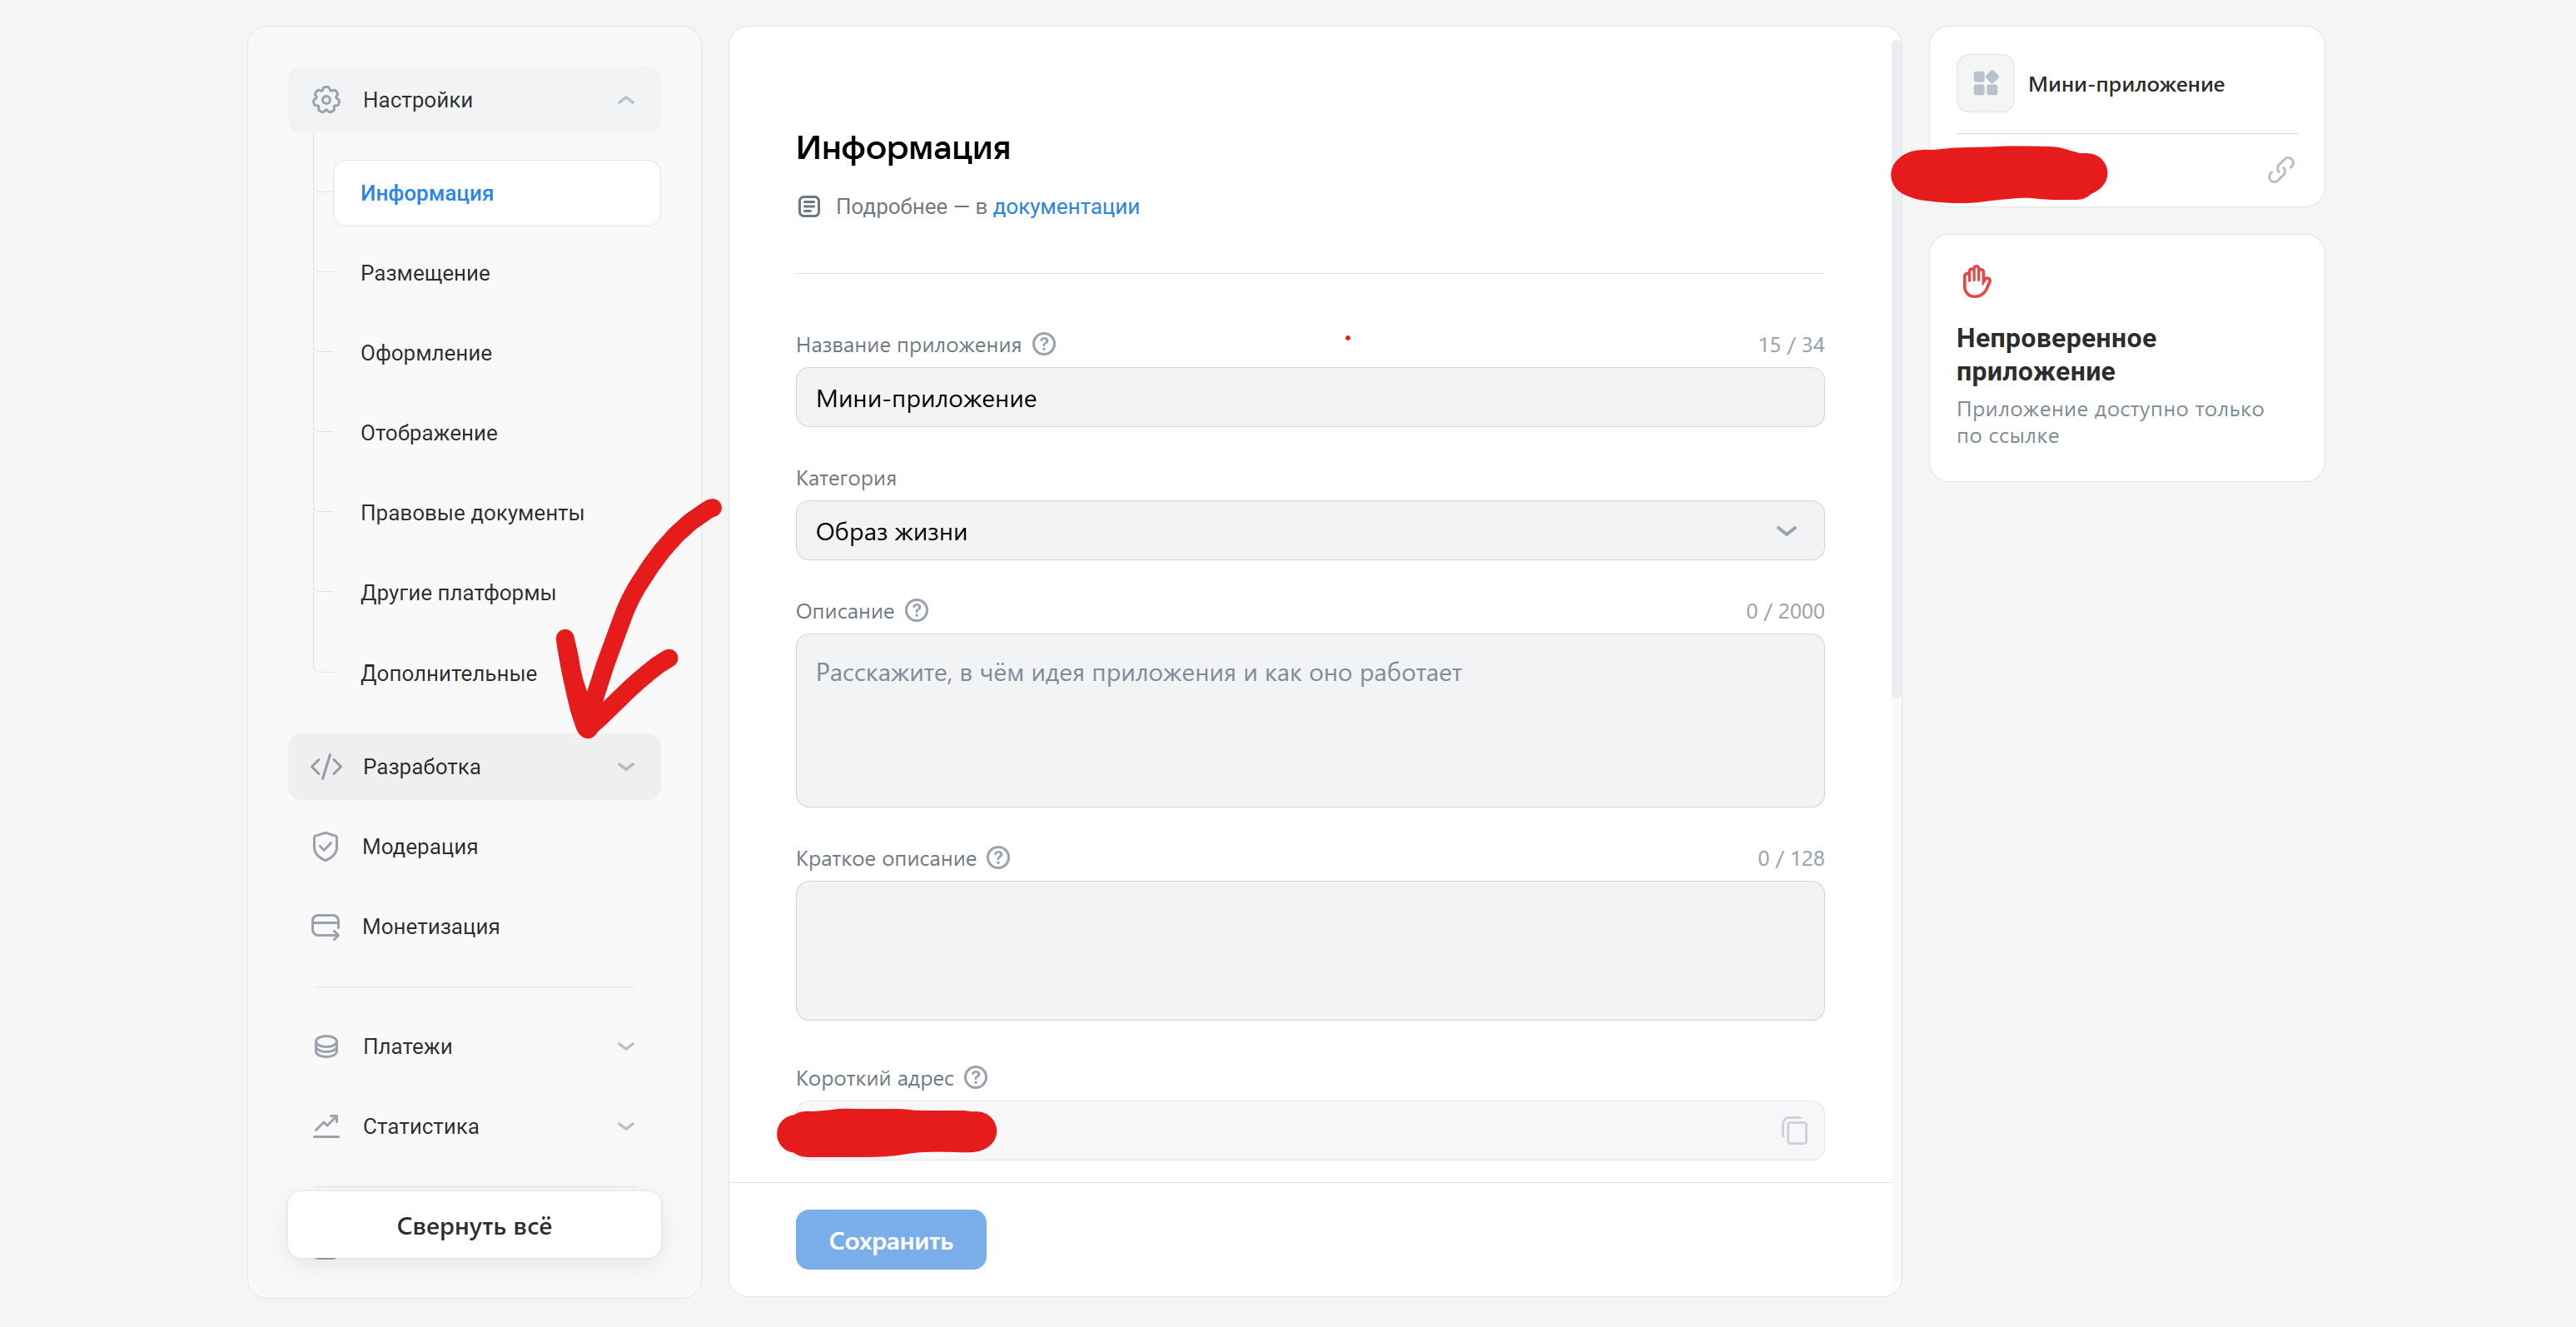 Настройки
Информация
Размещение
Оформление
Отображение
Правовые документы
Другие платформы
Дополнительные
Разработка
Модерация
Монетизация
Платежи
Статистика
Свернуть всё
Информация
Подробнее — в документации
Название приложения 15 / 34
Мини-приложение
Категория
Образ жизни
Описание 0 / 2000
Расскажите, в чём идея приложения и как оно работает
Краткое описание 0 / 128
Короткий адрес
Сохранить
Мини-приложение
Непроверенное
приложение
Приложение доступно только
по ссылке